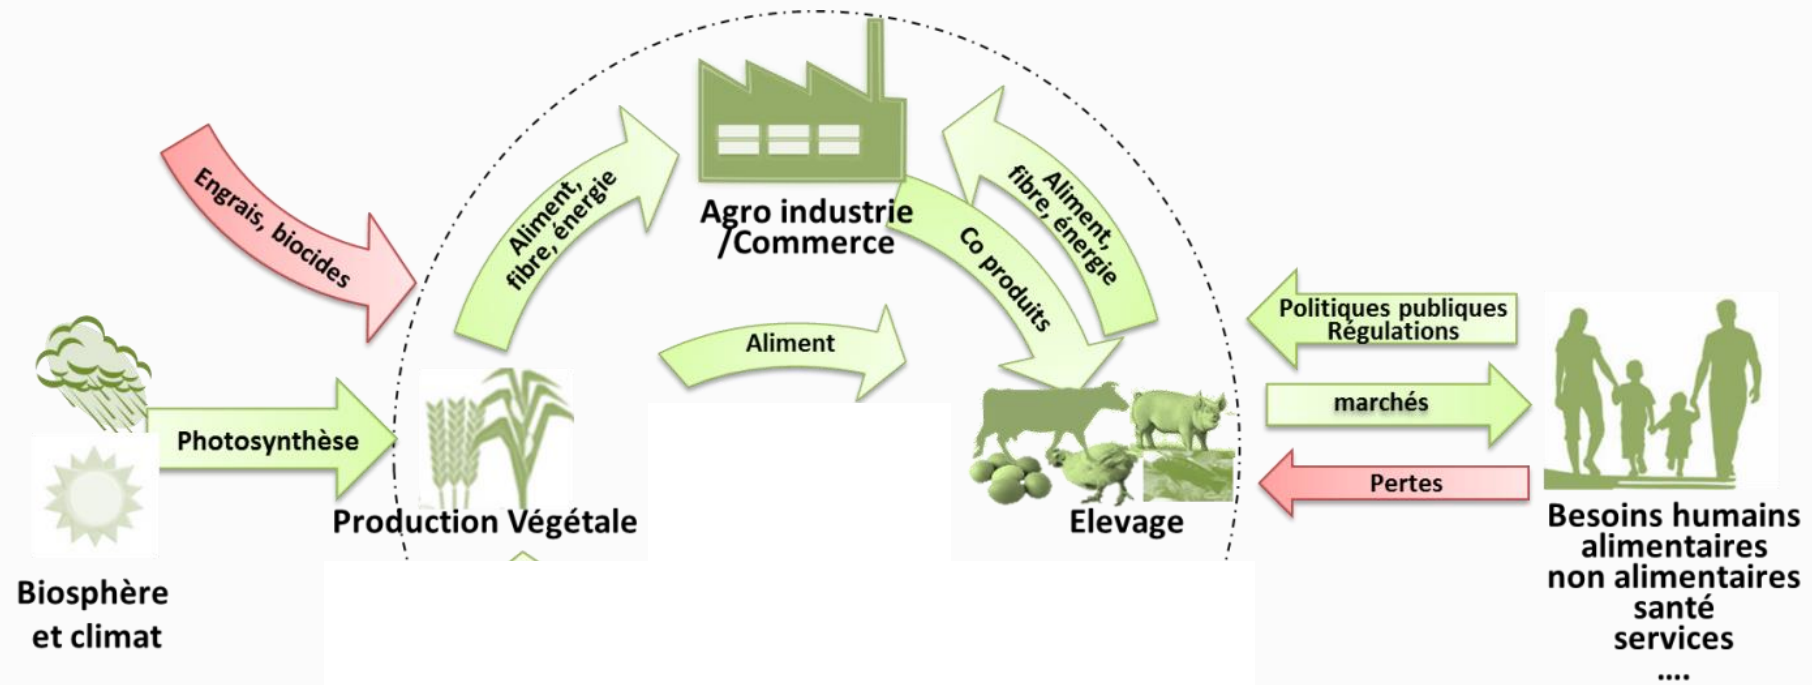 Engrais, biocides
Aliment,
fibre, énergie
Agro industrie
/Commerce
Aliment,
fibre, énergie
Co produits
Aliment
Photosynthèse
Production Végétale
Elevage
Politiques publiques
Régulations
marchés
Pertes
Biosphère
et climat
Besoins humains
alimentaires
non alimentaires
santé
services
....